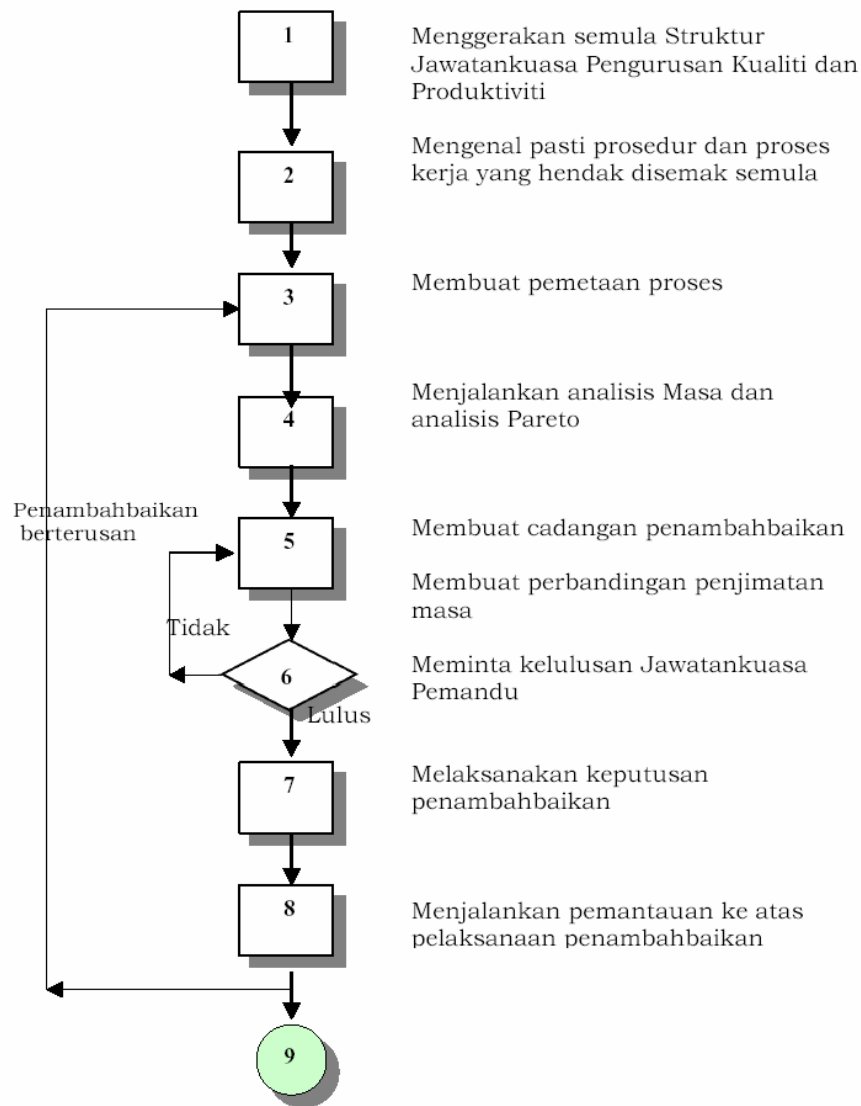 1
Menggerakan semula Struktur
Jawatankuasa Pengurusan Kualiti dan
Produktiviti
2
Mengenal pasti prosedur dan proses
kerja yang hendak disemak semula
3
Membuat pemetaan proses
4
Menjalankan analisis Masa dan
analisis Pareto
Penambahbaikan
berterusan
5
Membuat cadangan penambahbaikan
Membuat perbandingan penjimatan
masa
Tidak
6
Meminta kelulusan Jawatankuasa
Pemandu
Lulus
7
Melaksanakan keputusan
penambahbaikan
8
Menjalankan pemantauan ke atas
pelaksanaan penambahbaikan
9